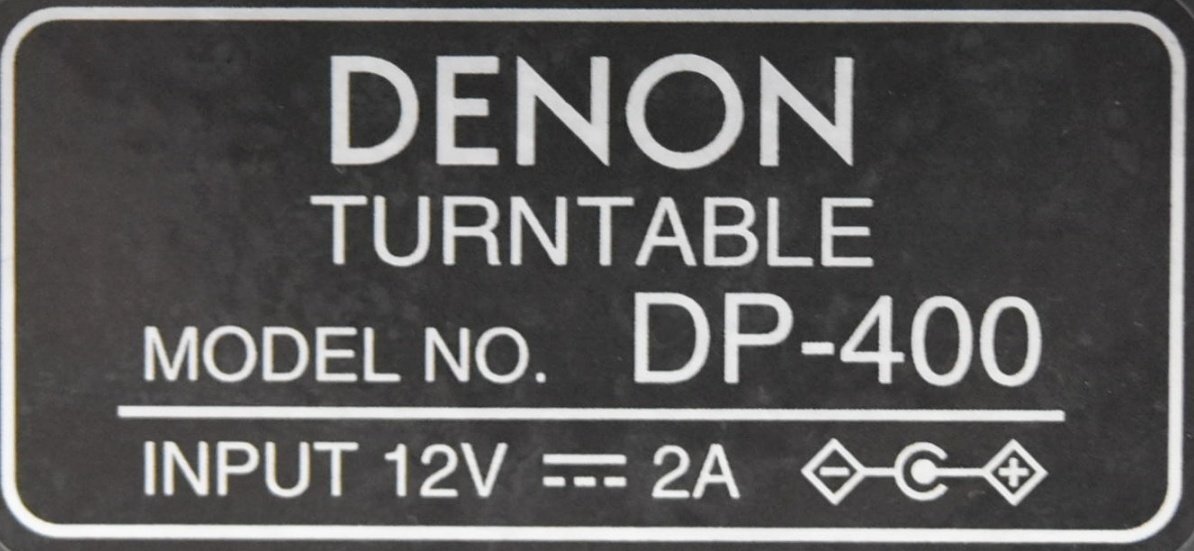 DENON
TURNTABLE
MODEL NO. DP-400
INPUT 12V ⎓ 2A